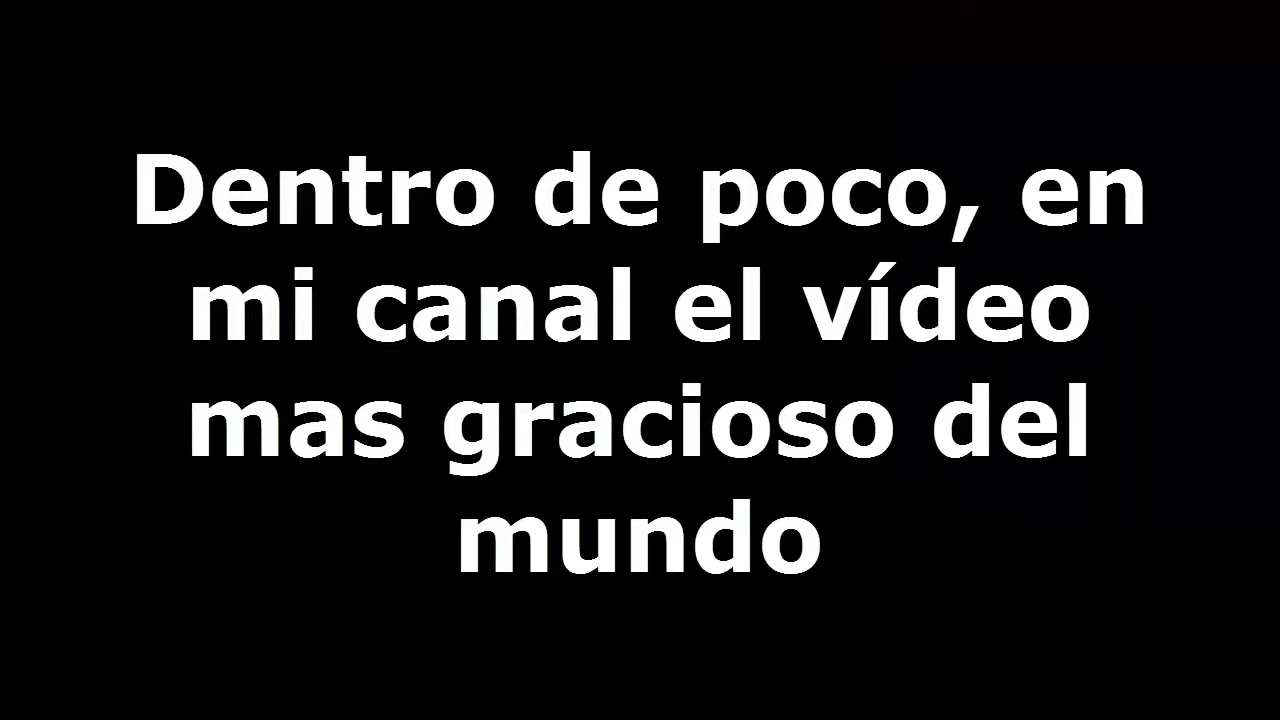 Dentro de poco, en
mi canal el vídeo
mas gracioso del
mundo